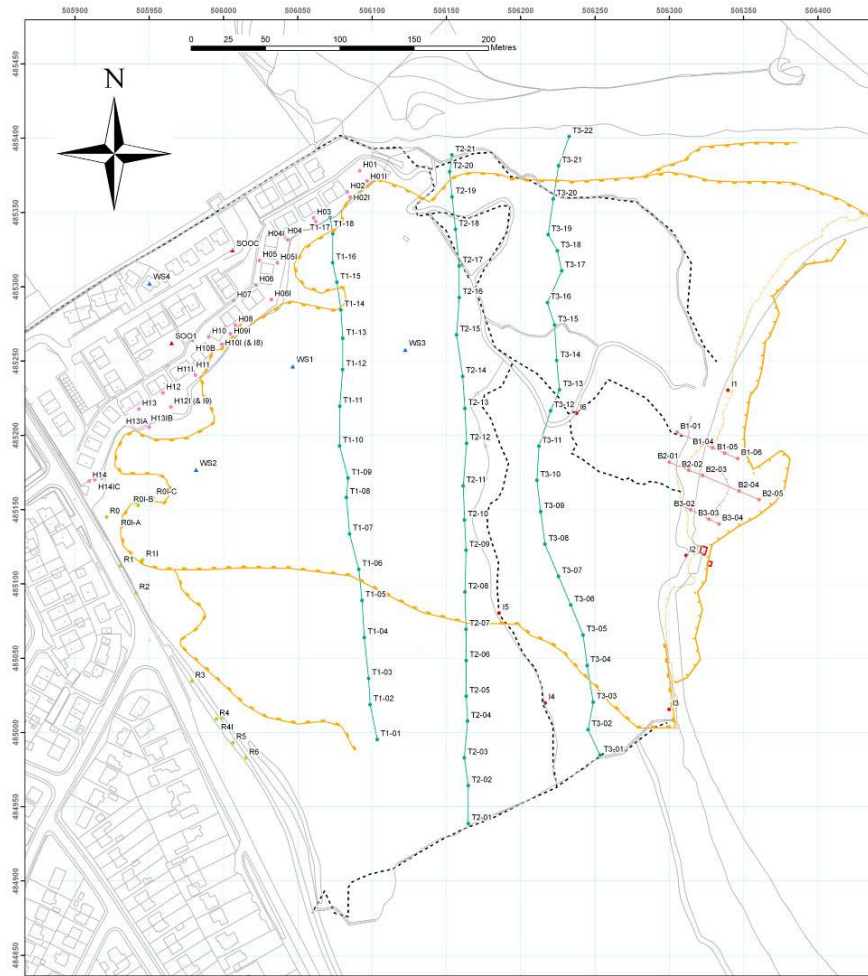 505900 505950 506000 506050 506100 506150 506200 506250 506300 506350 506400
0 25 50 100 150 200
Metres
N
485450
485400
485350
485300
485250
485200
485150
485100
485050
485000
484950
484900
484850
H01
H01I
H02
H02I
H03
H04I
H04
H05
H05I
H06
H06I
H07
H08
H09I
H10
H10I (& I8)
H10B
H11
H11I
H12
H12I (& I9)
H13
H13IB
H13IA
H14
H14IC
SOOC
SOO1
WS4
WS1
WS3
WS2
R0
R0I-A
R0I-B
R0I-C
R1
R1I
R2
R3
R4
R4I
R5
R6
T1-17
T1-18
T1-16
T1-15
T1-14
T1-13
T1-12
T1-11
T1-10
T1-09
T1-08
T1-07
T1-06
T1-05
T1-04
T1-03
T1-02
T1-01
T2-21
T2-20
T2-19
T2-18
T2-17
T2-16
T2-15
T2-14
T2-13
T2-12
T2-11
T2-10
T2-09
T2-08
T2-07
T2-06
T2-05
T2-04
T2-03
T2-02
T2-01
T3-22
T3-21
T3-20
T3-19
T3-18
T3-17
T3-16
T3-15
T3-14
T3-13
T3-12
T3-11
T3-10
T3-09
T3-08
T3-07
T3-06
T3-05
T3-04
T3-03
T3-02
T3-01
I1
I6
I2
I5
I4
I3
B1-01
B1-04
B1-05
B1-06
B2-01
B2-02
B2-03
B2-04
B2-05
B3-02
B3-03
B3-04